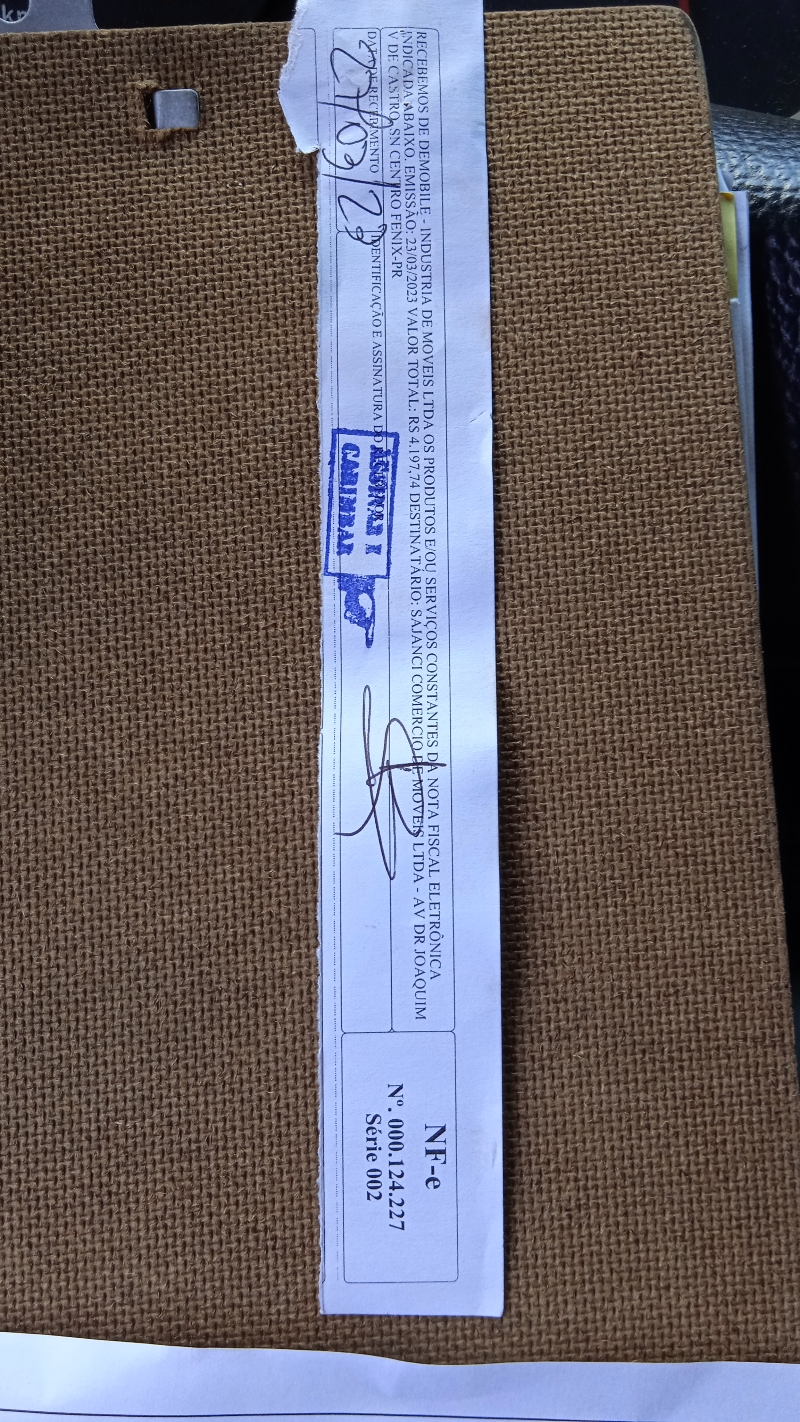 RECEBEMOS DE DEMOBILE - INDUSTRIA DE MOVEIS LTDA OS PRODUTOS E/OU SERVIÇOS CONSTANTES DA NOTA FISCAL ELETRÔNICA
INDICADA ABAIXO. EMISSÃO: 23/03/2023 VALOR TOTAL: R$ 4.197,74 DESTINATÁRIO: SAJANCI COMERCIO DE MOVEIS LTDA - AV DR JOAQUIM
V DE CASTRO, SN CENTRO FENIX-PR
DATA DE RECEBIMENTO
27/03/23
IDENTIFICAÇÃO E ASSINATURA DO
ASSINAR E
CARIMBAR
NF-e
Nº. 000.124.227
Série 002